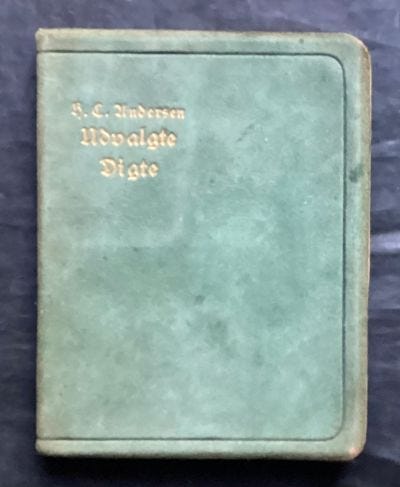 H. C. Andersen
Udvalgte
Digte